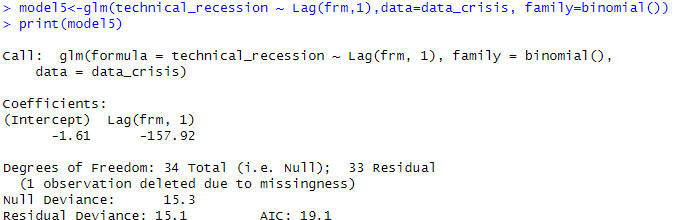 > model5<-glm(technical_recession ~ Lag(frm,1),data=data_crisis, family=binomial())
> print(model5)
Call:  glm(formula = technical_recession ~ Lag(frm, 1), family = binomial(),
    data = data_crisis)
Coefficients:
(Intercept)  Lag(frm, 1)
      -1.61      -157.92
Degrees of Freedom: 34 Total (i.e. Null);  33 Residual
  (1 observation deleted due to missingness)
Null Deviance:      15.3
Residual Deviance: 15.1        AIC: 19.1